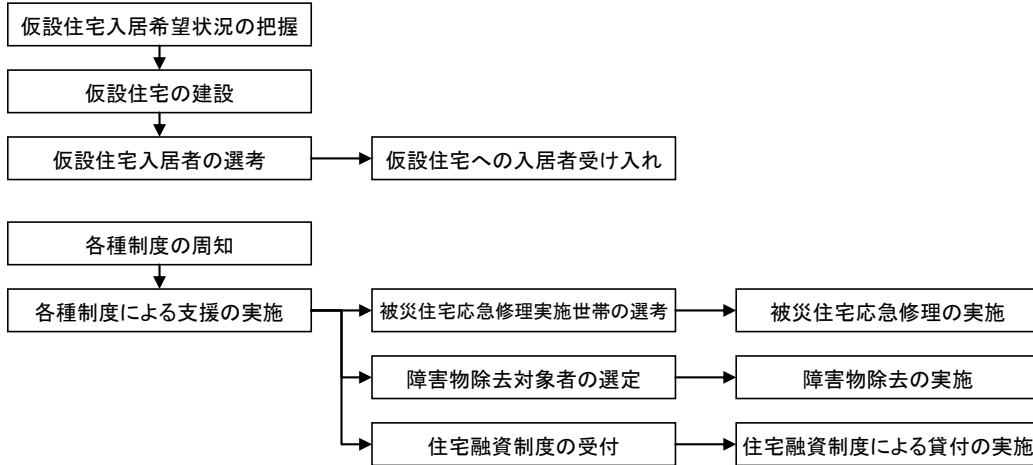 仮設住宅入居希望状況の把握
仮設住宅の建設
仮設住宅入居者の選考
仮設住宅への入居者受け入れ
各種制度の周知
各種制度による支援の実施
被災住宅応急修理実施世帯の選考
被災住宅応急修理の実施
障害物除去対象者の選定
障害物除去の実施
住宅融資制度の受付
住宅融資制度による貸付の実施